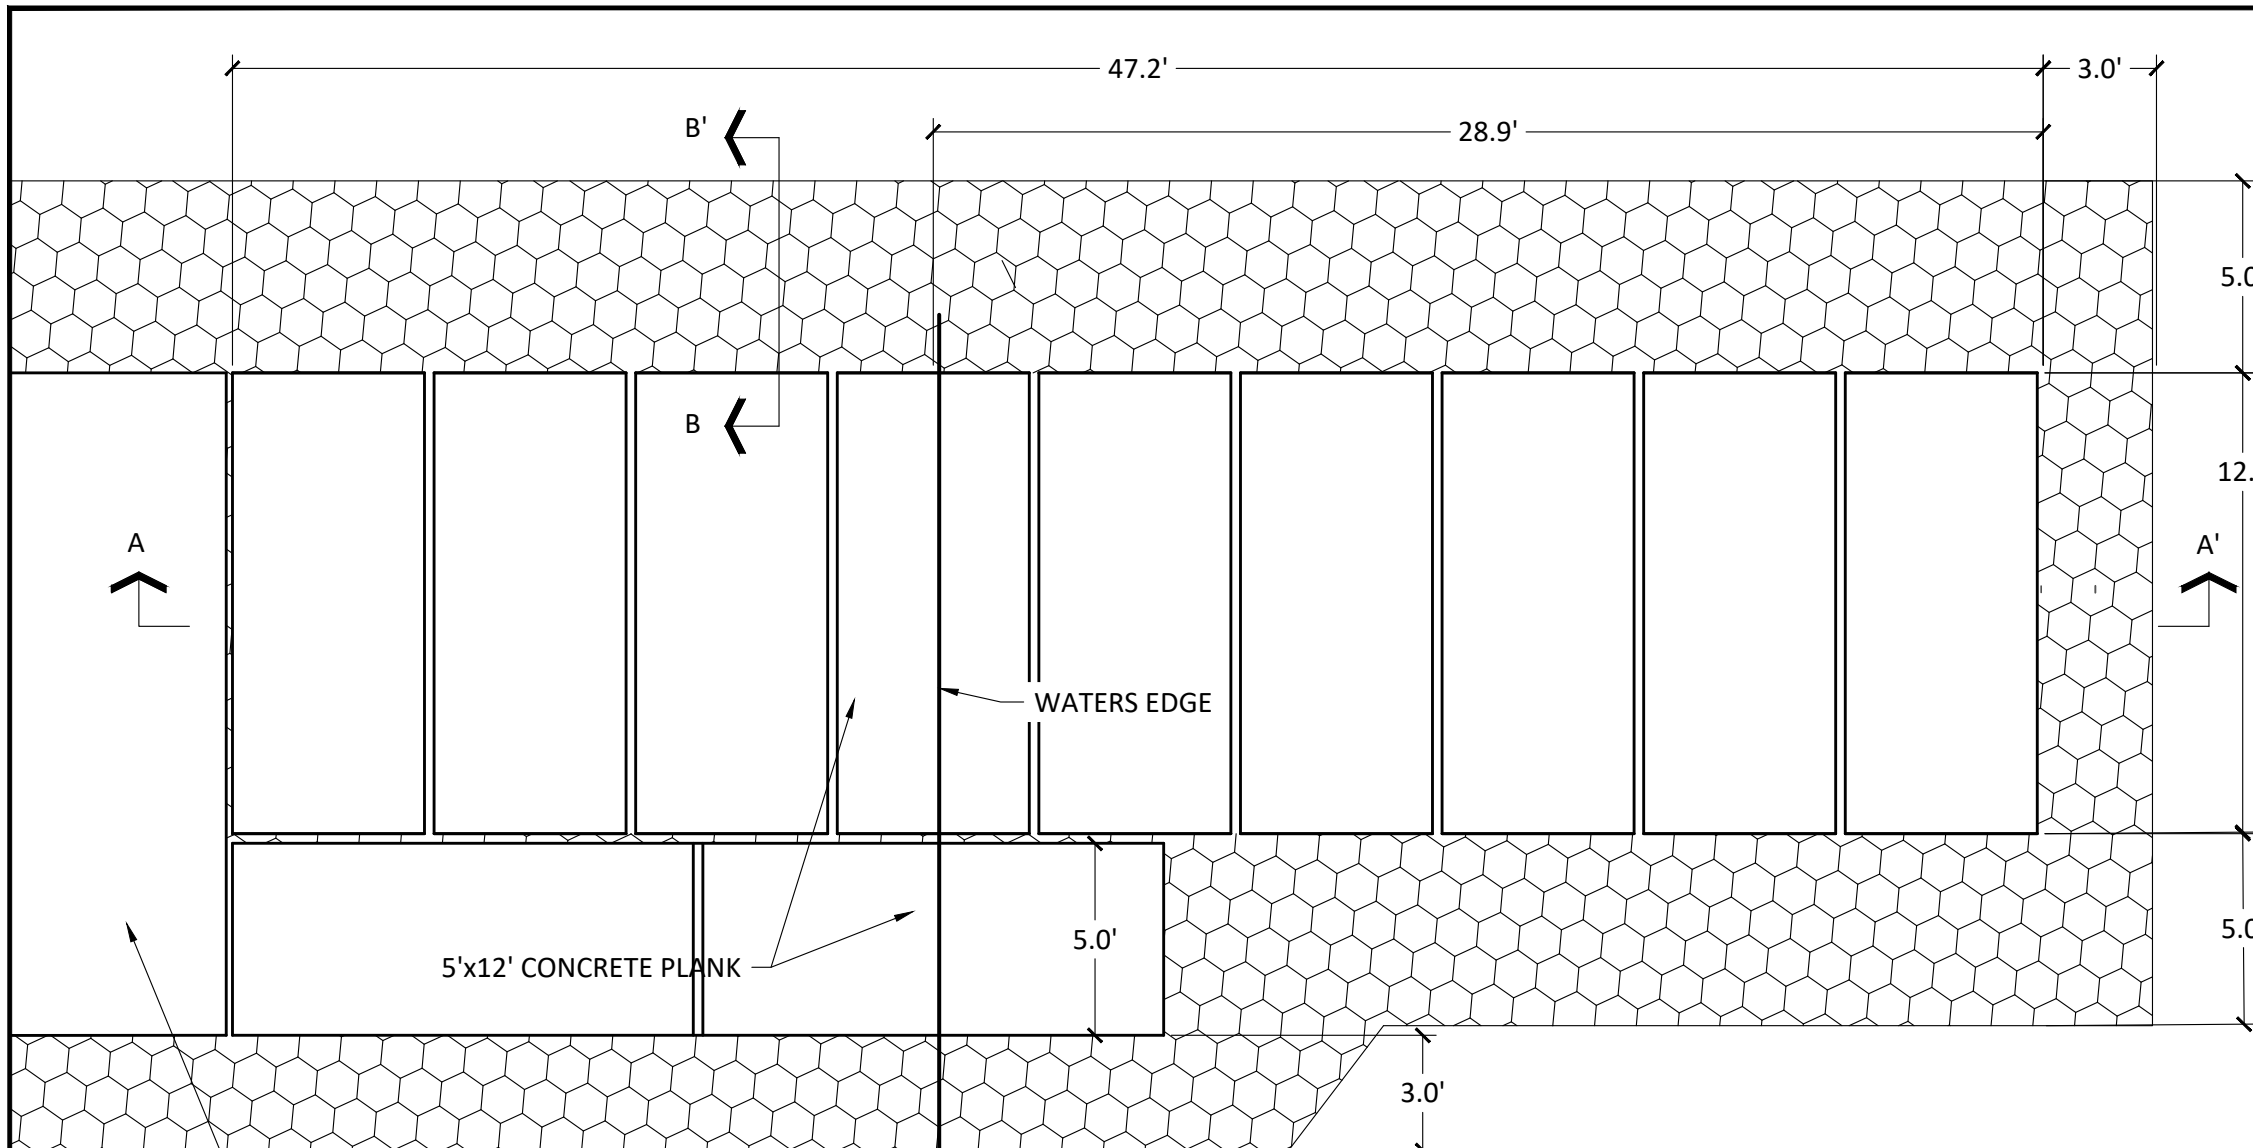 47.2'
3.0'
28.9'
B'
5.0
B
12.
A
A'
WATERS EDGE
5.0'
5.0
5'x12' CONCRETE PLANK
3.0'